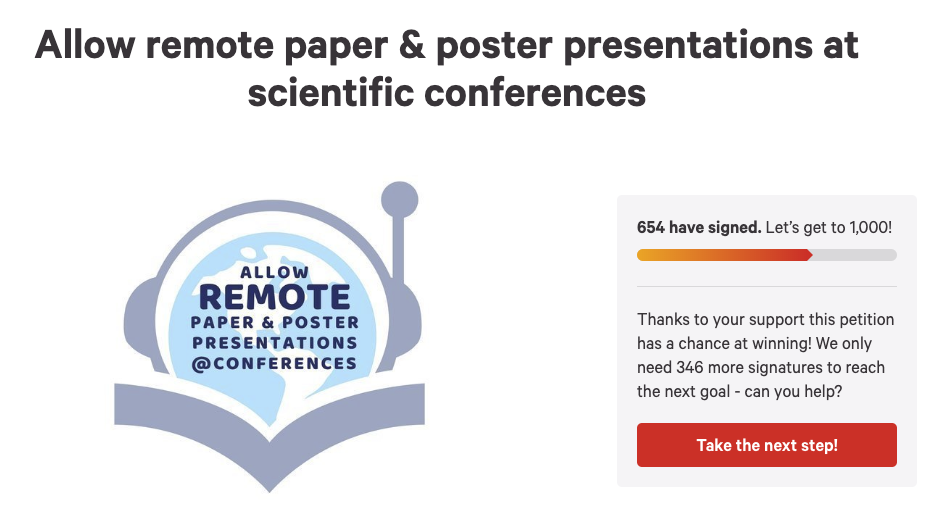 Allow remote paper & poster presentations at
scientific conferences
ALLOW
REMOTE
PAPER & POSTER
PRESENTATIONS
@CONFERENCES
654 have signed. Let’s get to 1,000!
Thanks to your support this petition
has a chance at winning! We only
need 346 more signatures to reach
the next goal - can you help?
Take the next step!